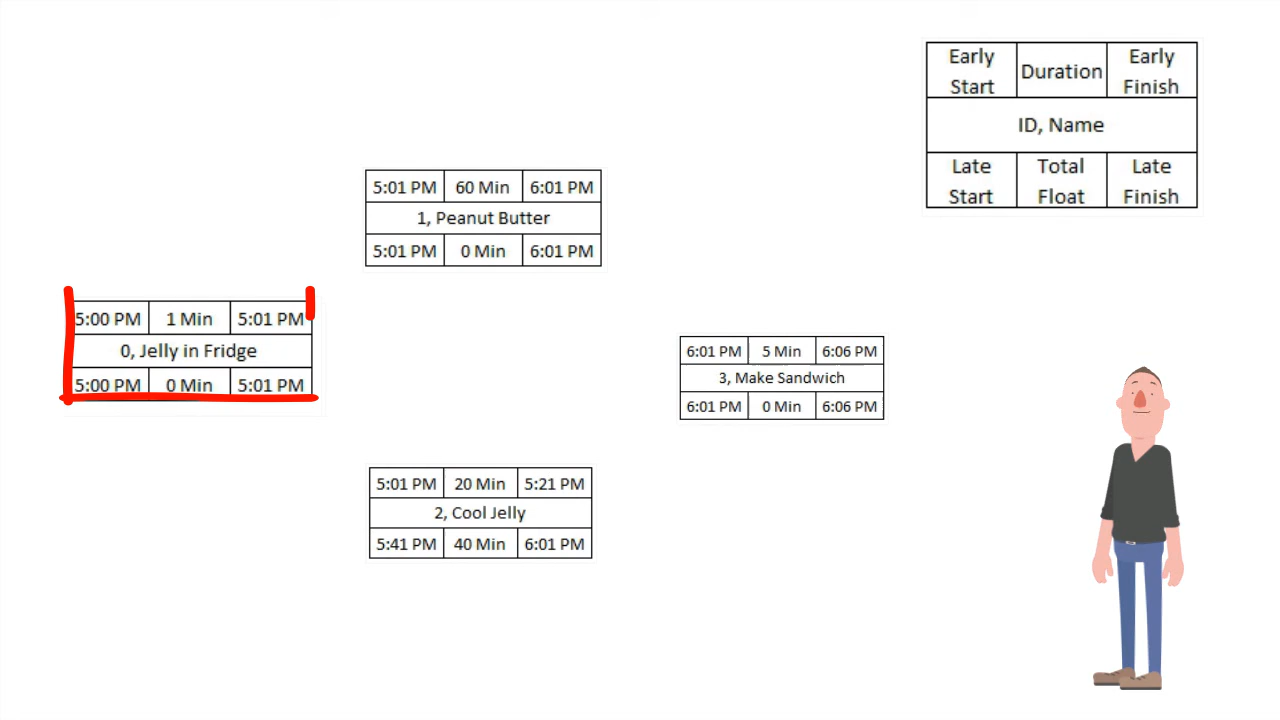 Early Start Duration Early Finish
ID, Name
Late Start Total Float Late Finish
5:01 PM 60 Min 6:01 PM
1, Peanut Butter
5:01 PM 0 Min 6:01 PM
5:00 PM 1 Min 5:01 PM
0, Jelly in Fridge
5:00 PM 0 Min 5:01 PM
6:01 PM 5 Min 6:06 PM
3, Make Sandwich
6:01 PM 0 Min 6:06 PM
5:01 PM 20 Min 5:21 PM
2, Cool Jelly
5:41 PM 40 Min 6:01 PM